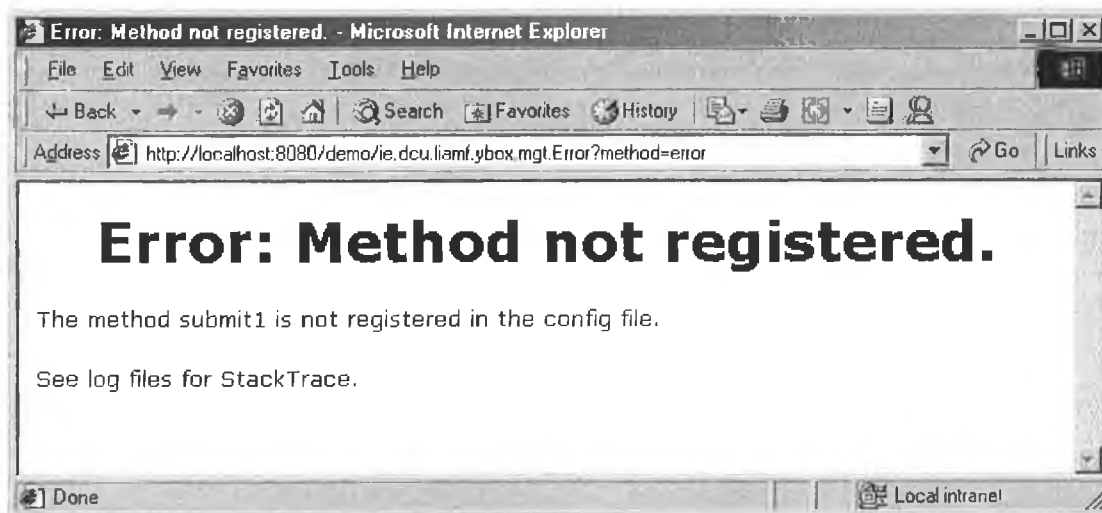 Error: Method not registered. - Microsoft Internet Explorer
File Edit View Favorites Tools Help
Back Search Favorites History
Address http://localhost:8080/demo/ie.dcu.liamf.ybox.mgt.Error?method=error Go Links
Error: Method not registered.
The method submit1 is not registered in the config file.
See log files for StackTrace.
Done Local intranet